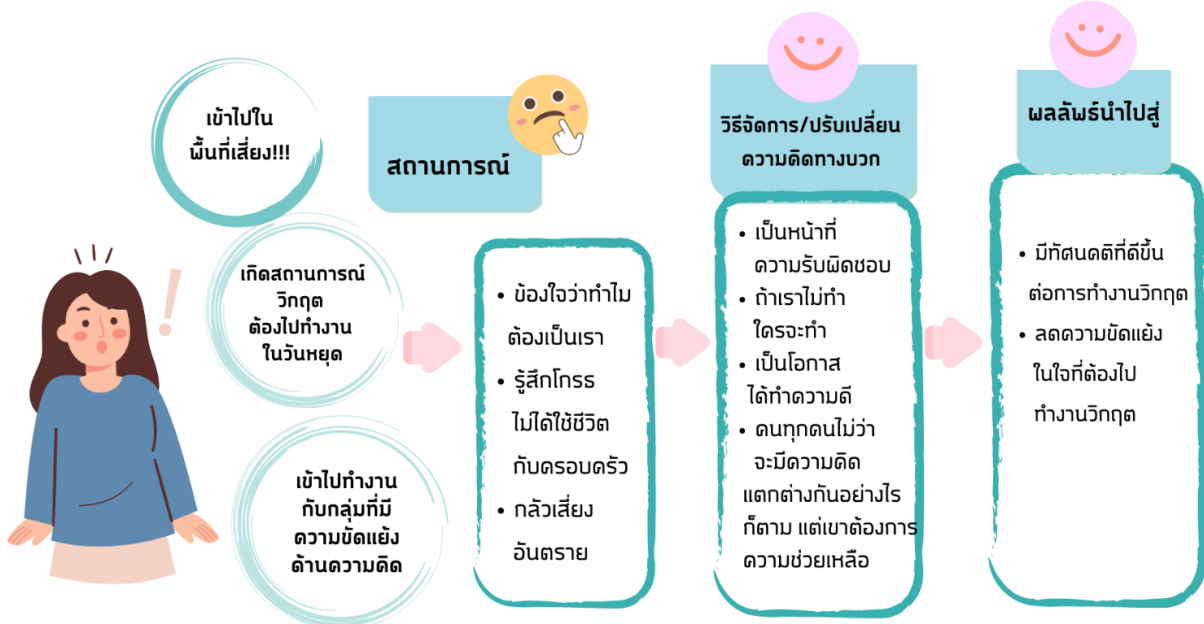 เข้าไปใน
พื้นที่เสี่ยง!!!
เกิดสถานการณ์
วิกฤต
ต้องไปทำงาน
ในวันหยุด
เข้าไปทำงาน
กับกลุ่มที่มี
ความขัดแย้ง
ด้านความคิด
!
สถานการณ์
• ข้องใจว่าทำไม
ต้องเป็นเรา
• รู้สึกโกรธ
ไม่ได้ใช้ชีวิต
กับครอบครัว
• กลัวเสี่ยง
อันตราย
วิธีจัดการ/ปรับเปลี่ยน
ความคิดทางบวก
• เป็นหน้าที่
ความรับผิดชอบ
• ถ้าเราไม่ทำ
ใครจะทำ
• เป็นโอกาส
ได้ทำความดี
• คนทุกคนไม่ว่า
จะมีความคิด
แตกต่างกันอย่างไร
ก็ตาม แต่เขาต้องการ
ความช่วยเหลือ
ผลลัพธ์นำไปสู่
• มีทัศนคติที่ดีขึ้น
ต่อการทำงานวิกฤต
• ลดความขัดแย้ง
ในใจที่ต้องไป
ทำงานวิกฤต